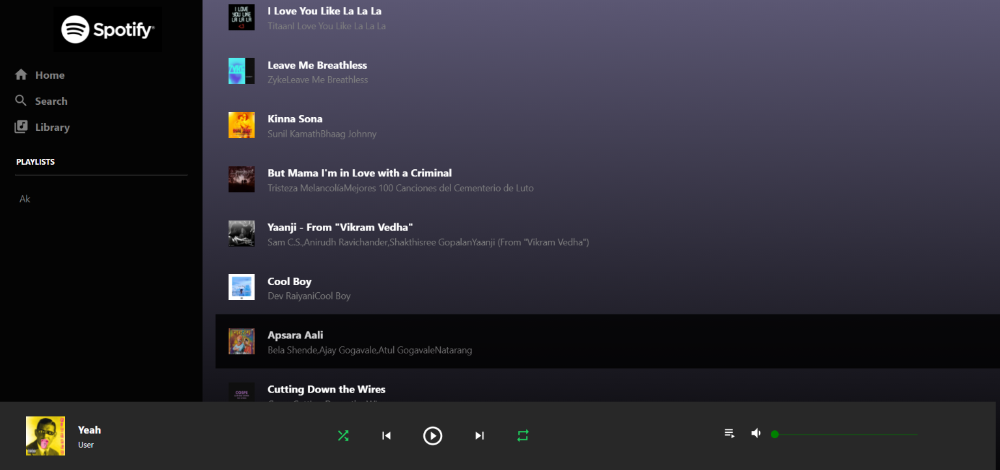 Spotify
Home
Search
Library
PLAYLISTS
Ak
I LOVE
YOU LIKE
LA LA LA
I Love You Like La La La
TitaanI Love You Like La La La
Leave Me Breathless
ZykaLeave Me Breathless
Kinna Sona
Sunil KamathBhaag Johnny
But Mama I'm in Love with a Criminal
Tristeza MelancolíaMejores 100 Canciones del Cementerio de Luto
Yaanji - From "Vikram Vedha"
Sam C.S.,Anirudh Ravichander,Shakthisree GopalanYaanji (From "Vikram Vedha")
Cool Boy
Dev RaiyaniCool Boy
Apsara Aali
Bela Shende,Ajay Gogavale,Atul GogavaleNatarang
Cutting Down the Wires
Yeah
User